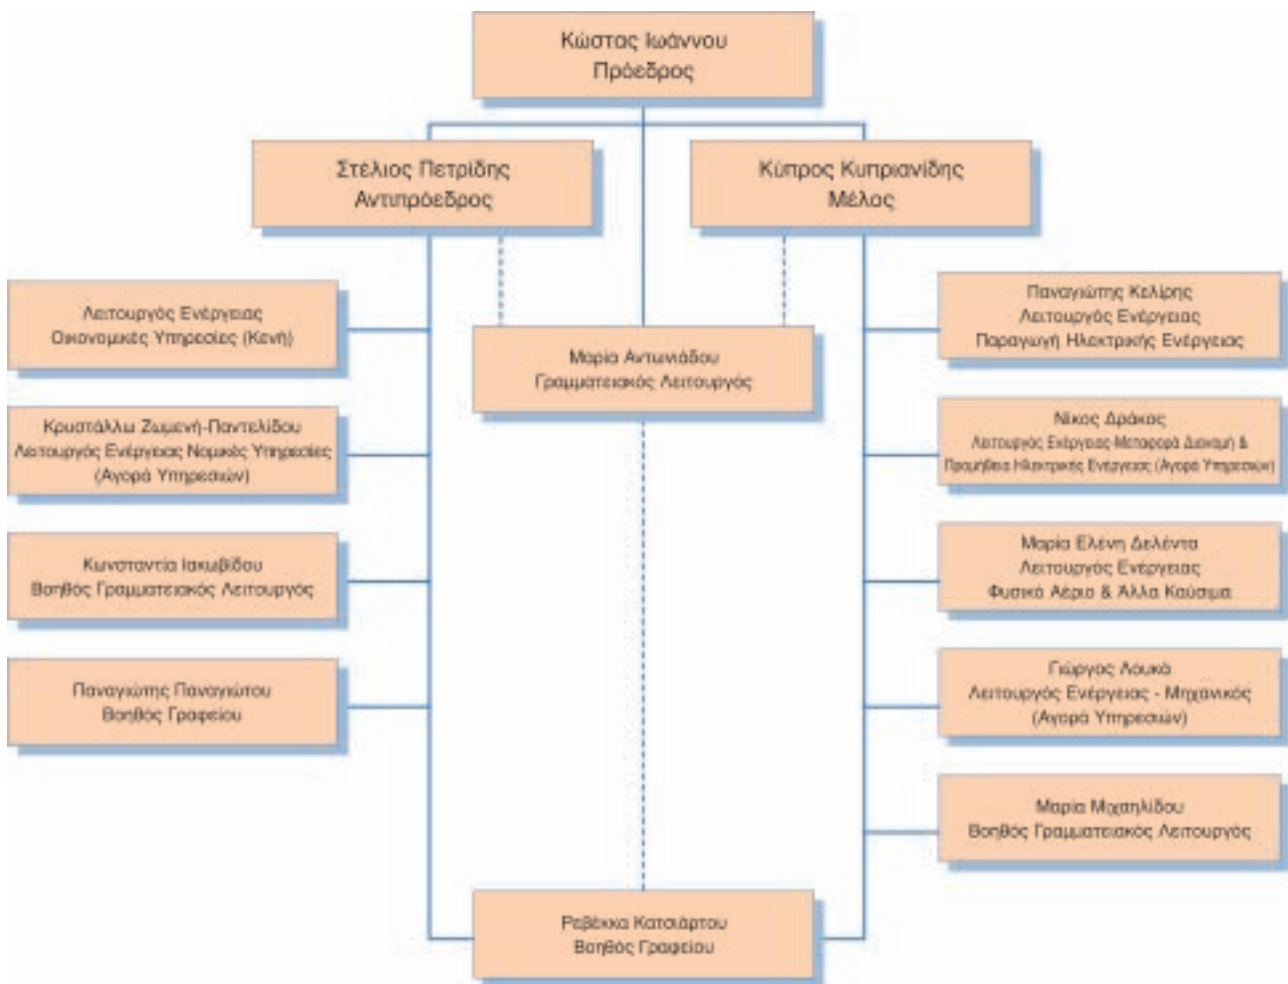 Κώστας Ιωάννου
Πρόεδρος
Στέλιος Πετρίδης
Αντιπρόεδρος
Κύπρος Κυπριανίδης
Μέλος
Λειτουργός Ενέργειας
Οικονομικές Υπηρεσίες (Κενή)
Κρυστάλλω Ζωμενή-Παντελίδου
Λειτουργός Ενέργειας Νομικές Υπηρεσίες
(Αγορά Υπηρεσιών)
Κωνσταντία Ιακωβίδου
Βοηθός Γραμματειακός Λειτουργός
Παναγιώτης Παναγιώτου
Βοηθός Γραφείου
Μαρία Αντωνιάδου
Γραμματειακός Λειτουργός
Παναγιώτης Κελίρης
Λειτουργός Ενέργειας
Παραγωγή Ηλεκτρικής Ενέργειας
Νίκος Δράκος
Λειτουργός Ενέργειας-Μεταφορά Διανομή &
Προμήθεια Ηλεκτρικής Ενέργειας (Αγορά Υπηρεσιών)
Μαρία Ελένη Δελέντα
Λειτουργός Ενέργειας
Φυσικό Αέριο & Άλλα Καύσιμα
Γιώργος Λουκά
Λειτουργός Ενέργειας - Μηχανικός
(Αγορά Υπηρεσιών)
Μαρία Μιχαηλίδου
Βοηθός Γραμματειακός Λειτουργός
Ρεβέκκα Κατσιάρτου
Βοηθός Γραφείου